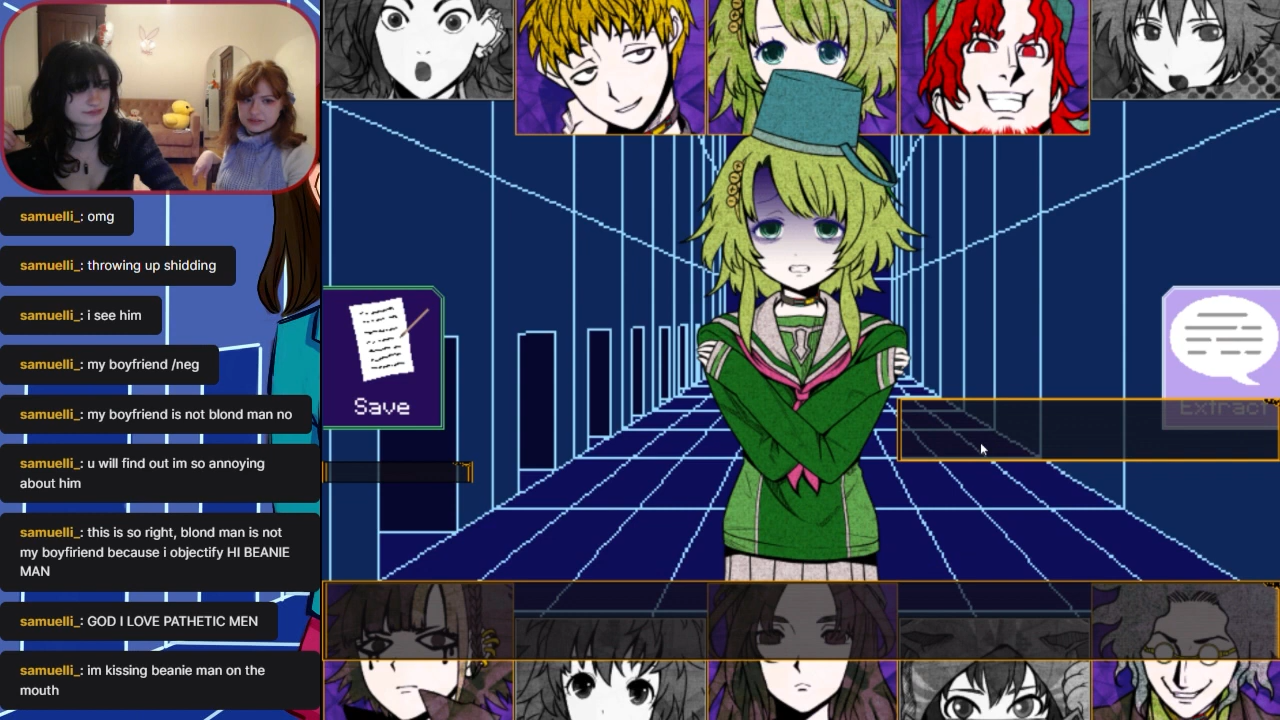 samuelli_: omg
samuelli_: throwing up shidding
samuelli_: i see him
samuelli_: my boyfriend /neg
samuelli_: my boyfriend is not blond man no
samuelli_: u will find out im so annoying
about him
samuelli_: this is so right, blond man is not
my boyfriend because i objectify HI BEANIE
MAN
samuelli_: GOD I LOVE PATHETIC MEN
samuelli_: im kissing beanie man on the
mouth
Save
Extract